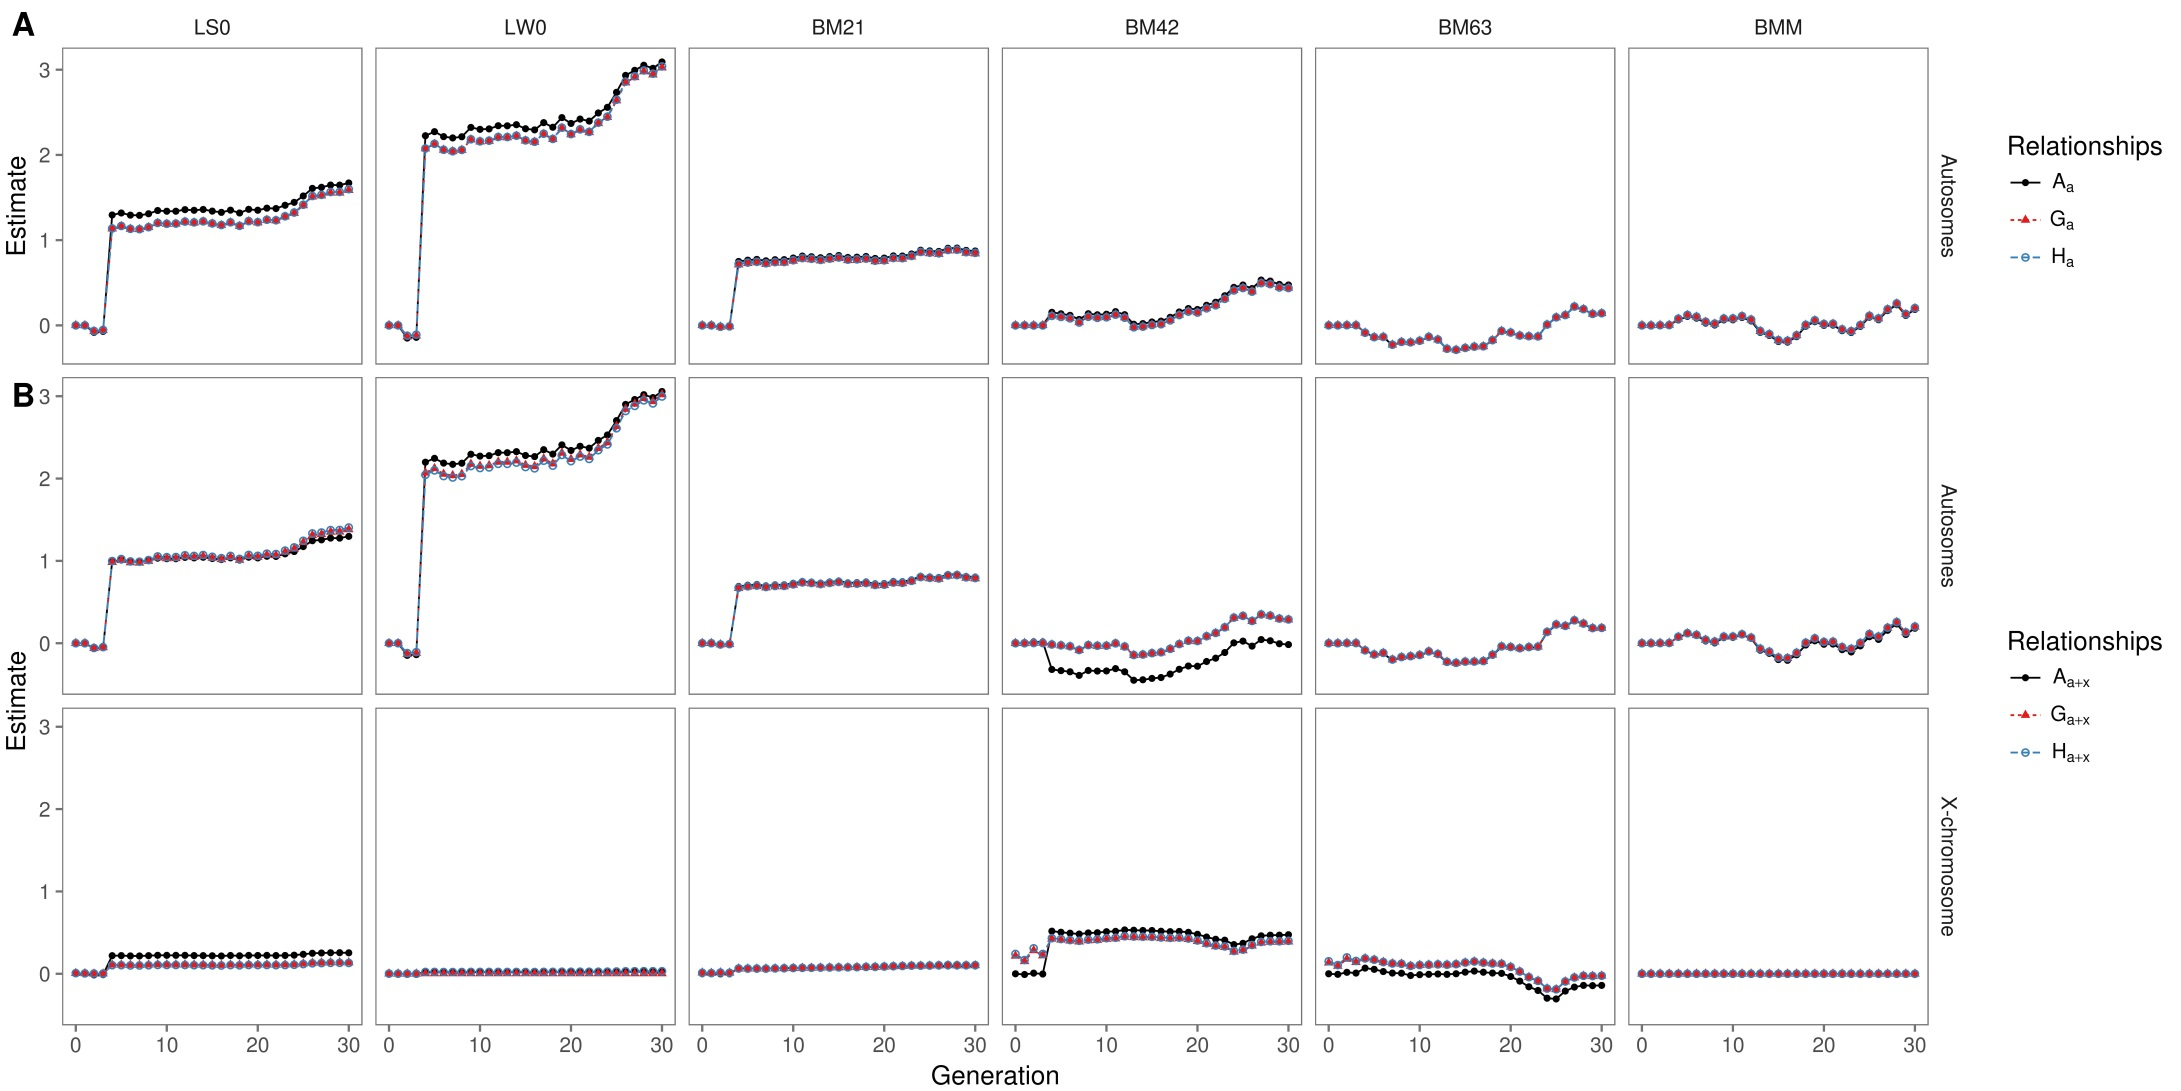 A
LS0 LW0 BM21 BM42 BM63 BMM
3
2
1
0
Estimate
Autosomes
Relationships
Aa
Ga
Ha
B
3
2
1
0
Autosomes
Estimate
3
2
1
0
X-chromosome
Relationships
Aa+x
Ga+x
Ha+x
0 10 20 30 0 10 20 30 0 10 20 30 0 10 20 30 0 10 20 30 0 10 20 30
Generation